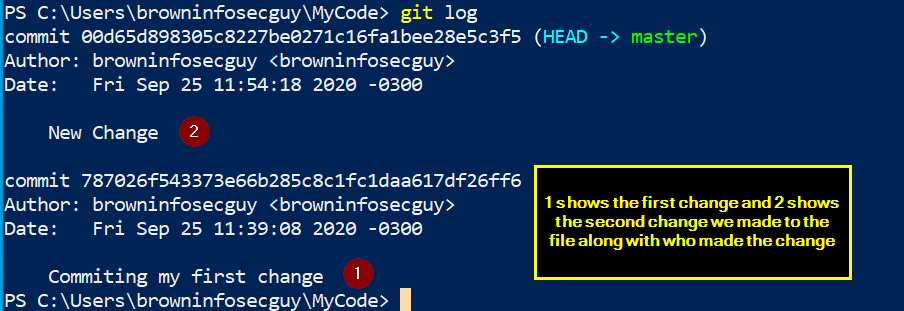 PS C:\Users\browninfosecguy\MyCode> git log
commit 00d65d898305c8227be0271c16fa1bee28e5c3f5 (HEAD -> master)
Author: browninfosecguy <browninfosecguy>
Date:   Fri Sep 25 11:54:18 2020 -0300
New Change
2
commit 787026f543373e66b285c8c1fc1daa617df26ff6
Author: browninfosecguy <browninfosecguy>
Date:   Fri Sep 25 11:39:08 2020 -0300
Commiting my first change
1
PS C:\Users\browninfosecguy\MyCode>
1 shows the first change and 2 shows
the second change we made to the
file along with who made the change